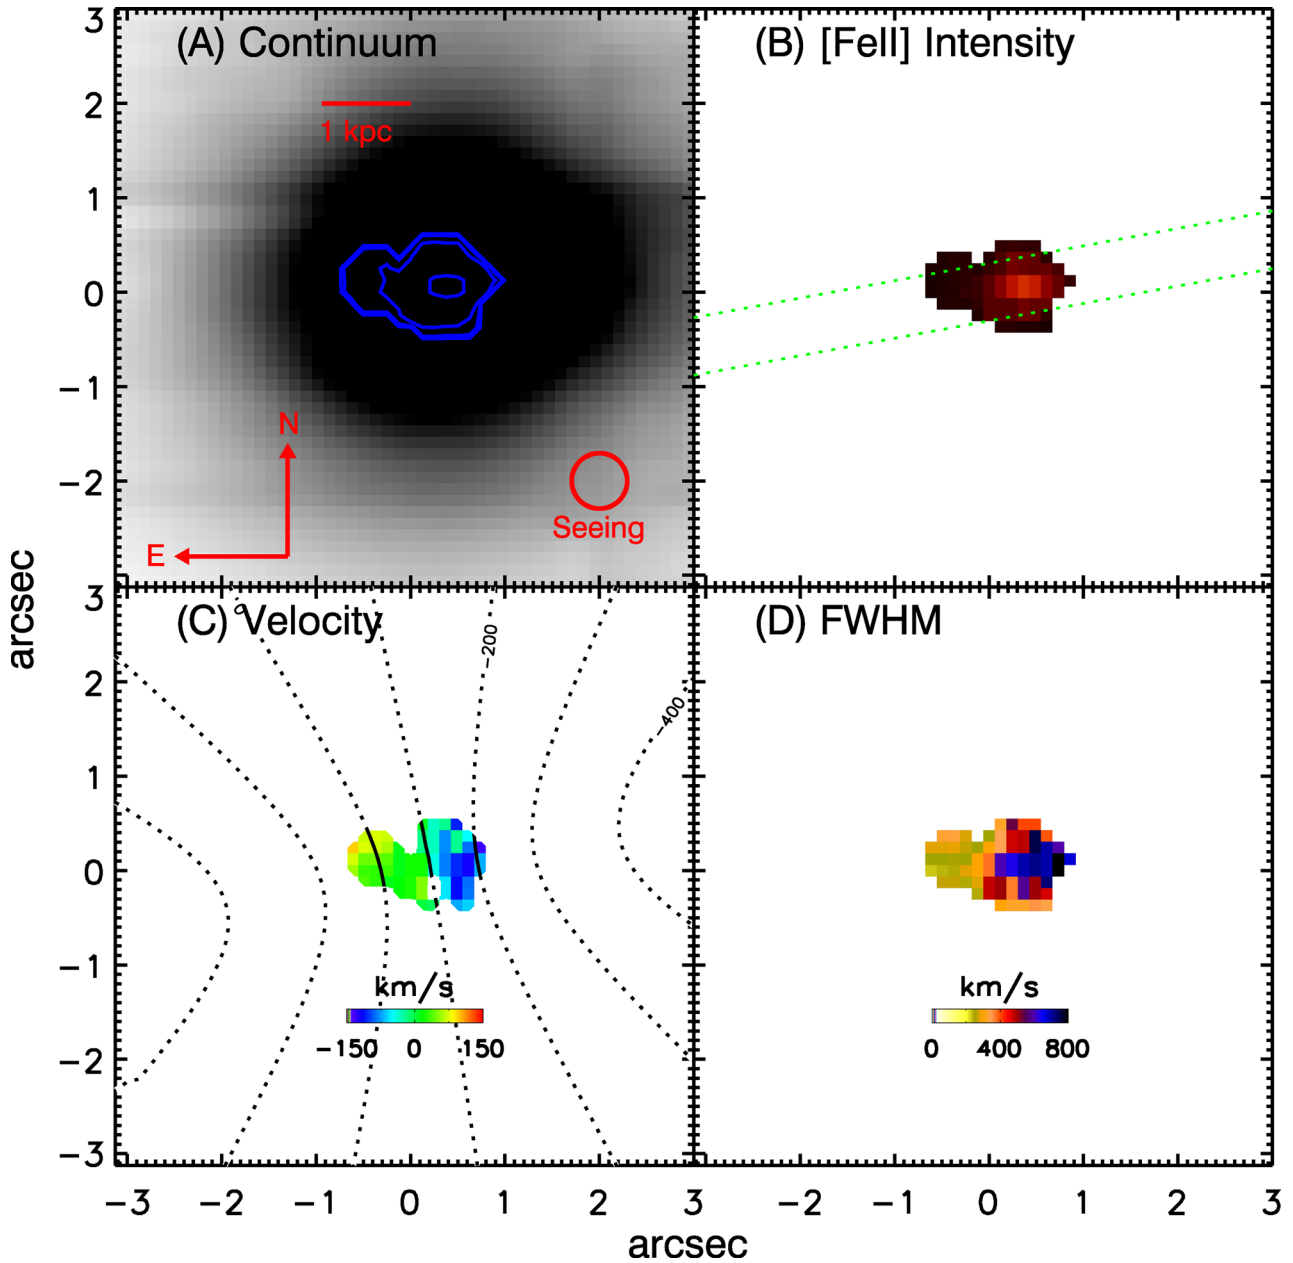 (A) Continuum
(B) [FeII] Intensity
1 kpc
N
E
Seeing
3
2
1
0
−1
−2
(C) Velocity
(D) FWHM
0
−200
−400
km/s
−150 0 150
km/s
0 400 800
3
2
1
0
−1
−2
−3
−3 −2 −1 0 1 2 3
−2 −1 0 1 2 3
arcsec
arcsec